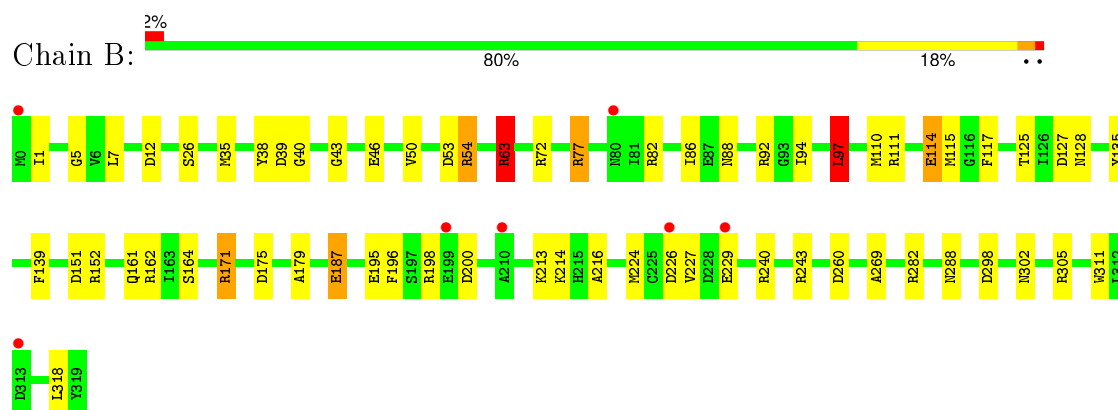 2%
Chain B:
80% 18% • •
M0 I1 G5 V6 L7 D12 S26 M35 Y38 D39 G40 G43 E46 V50 D53 R54 R63 R72 R77 N80 I81 R82 I86 P87 N88 R92 G93 I94 L97 M110 R111 E114 M115 G116 F117 T125 I126 D127 N128
F139 D151 R152 Q161 R162 I163 S164 R171 D175 A179 E187 E195 F196 S197 R198 E199 D200 A210 K213 K214 H215 A216 M224 C225 D226 V227 D228 E229 R240 R243 D260 A269 R282 N288 D298 N302 R305 W311
D313 L318 Y319